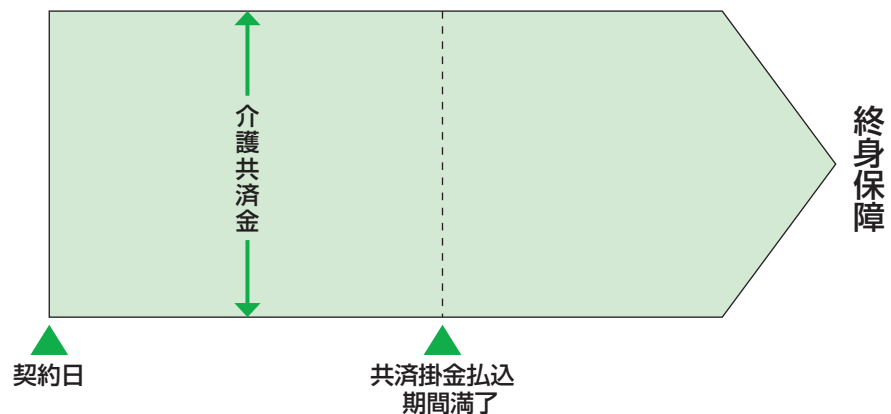 介護共済金
終身保障
契約日
共済掛金払込
期間満了